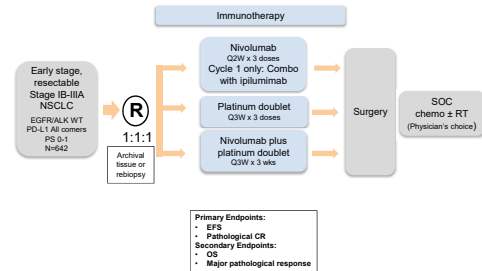 Immunotherapy
Early stage,
resectable
Stage IB-IIIA
NSCLC
EGFR/ALK WT
PD-L1 All comers
PS 0-1
N=642
R
1:1:1
Archival
tissue or
rebiopsy
Nivolumab
Q2W x 3 doses
Cycle 1 only: Combo
with ipilumimab
Platinum doublet
Q3W x 3 doses
Nivolumab plus
platinum doublet
Q3W x 3 wks
Surgery
SOC
chemo ± RT
(Physician's choice)
Primary Endpoints:
• EFS
• Pathological CR
Secondary Endpoints:
• OS
• Major pathological response